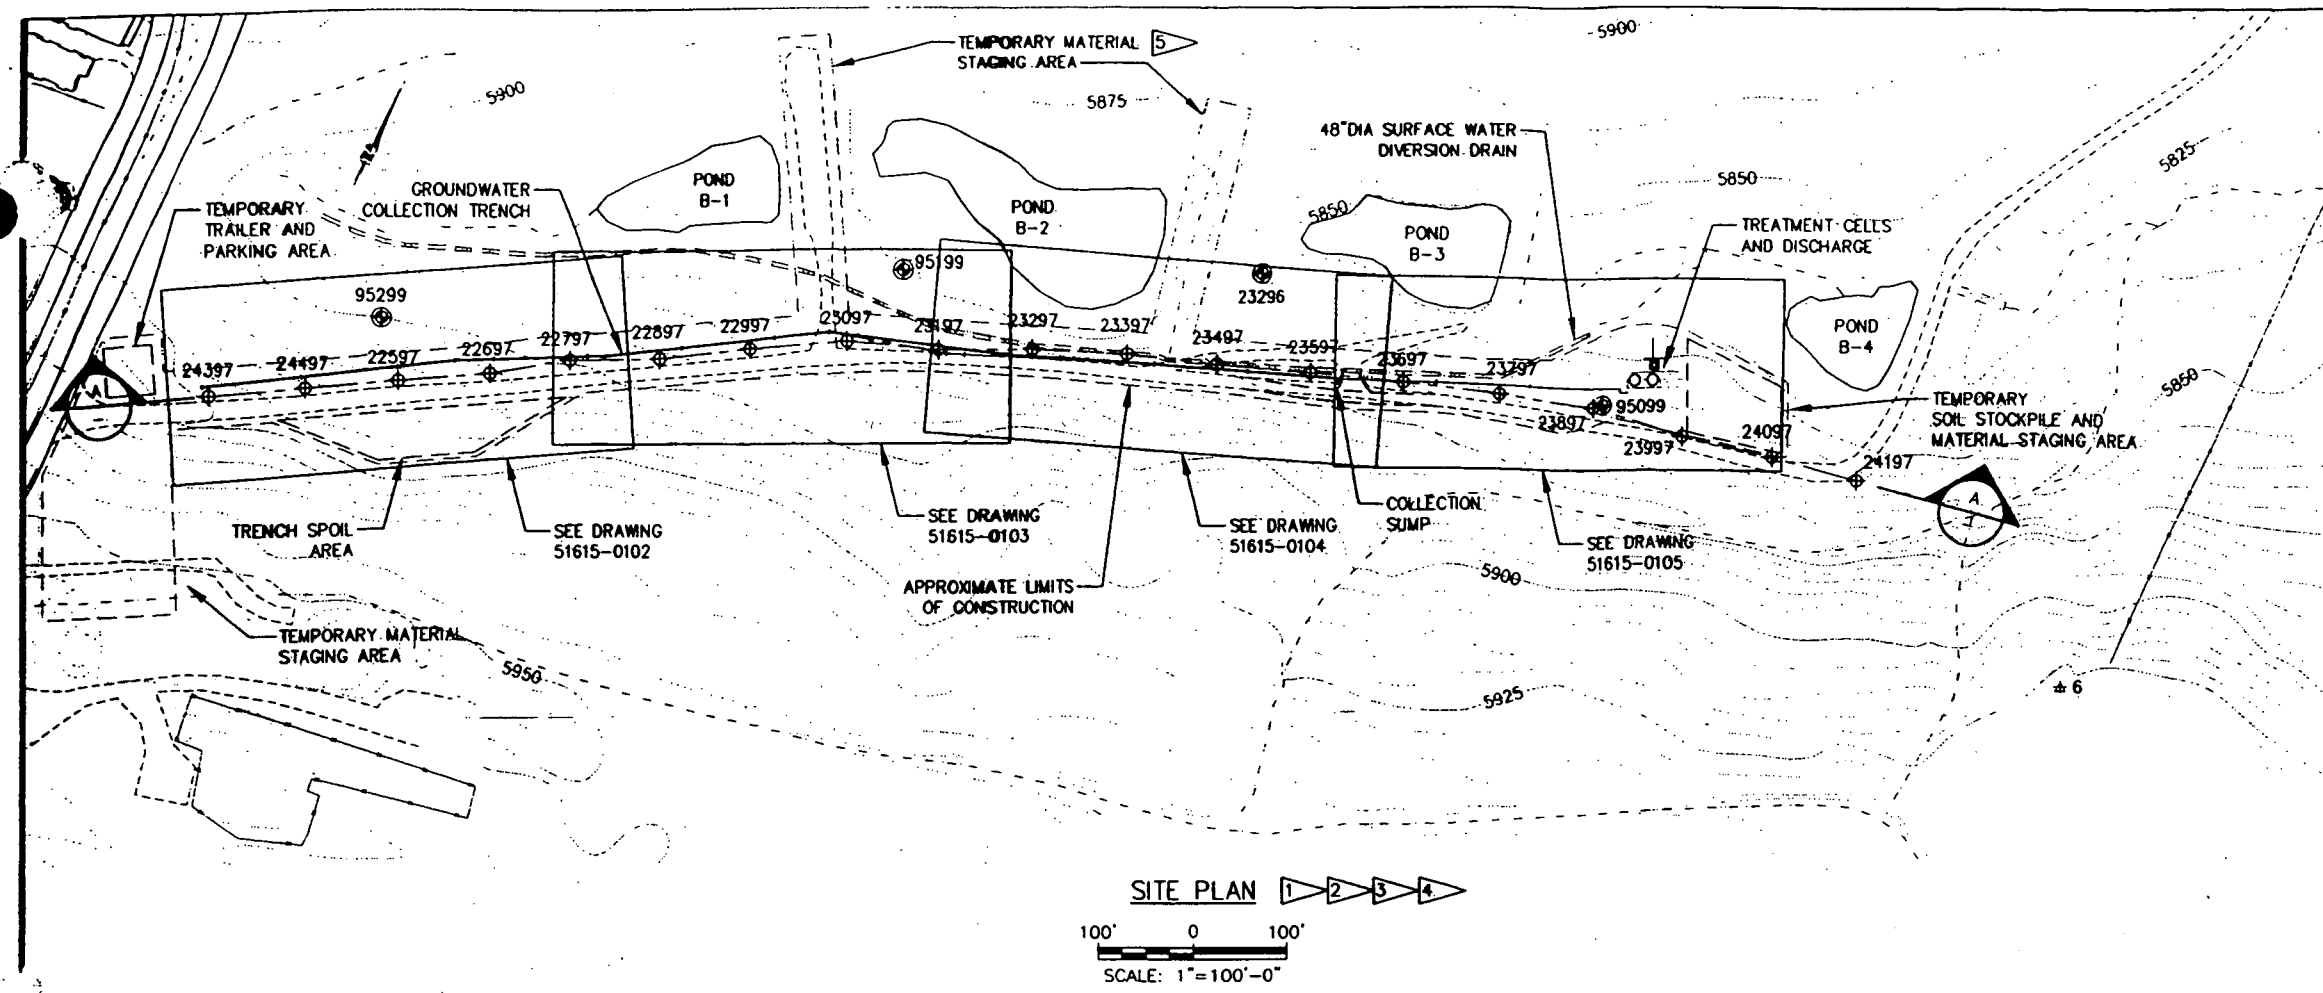 5900
TEMPORARY MATERIAL 5
STAGING AREA
5900
5875
48"DIA SURFACE WATER
DIVERSION DRAIN
5825
POND
B-1
GROUNDWATER
COLLECTION TRENCH
TEMPORARY
TRAILER AND
PARKING AREA
POND
B-2
5850
5850
POND
B-3
TREATMENT CELLS
AND DISCHARGE
95299
95199
23296
POND
B-4
24397
24497
22597
22697
22797
22897
22997
23097
23197
23297
23397
23497
23597
23697
23797
95099
23897
23997
24097
24197
5850
TEMPORARY
SOIL STOCKPILE AND
MATERIAL STAGING AREA
A
TRENCH SPOIL
AREA
SEE DRAWING
51615-0102
SEE DRAWING
51615-0103
SEE DRAWING
51615-0104
COLLECTION
SUMP
SEE DRAWING
51615-0105
APPROXIMATE LIMITS
OF CONSTRUCTION
5900
TEMPORARY MATERIAL
STAGING AREA
5950
5925
6
SITE PLAN 1 2 3 4
100' 0 100'
SCALE: 1"=100'-0"